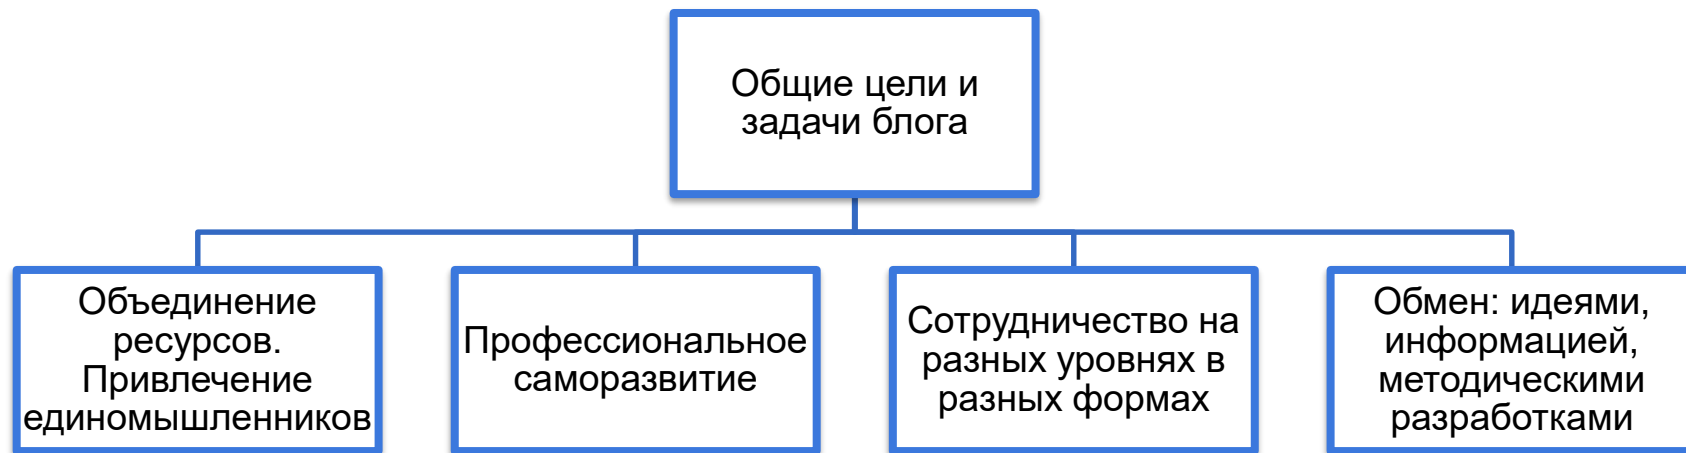 Общие цели и
задачи блога
Объединение
ресурсов.
Привлечение
единомышленников
Профессиональное
саморазвитие
Сотрудничество на
разных уровнях в
разных формах
Обмен: идеями,
информацией,
методическими
разработками